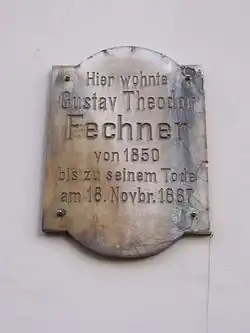 Hier wohnte
Gustav Theodor
Fechner
von 1850
bis zu seinem Tode
am 18. Novbr. 1887